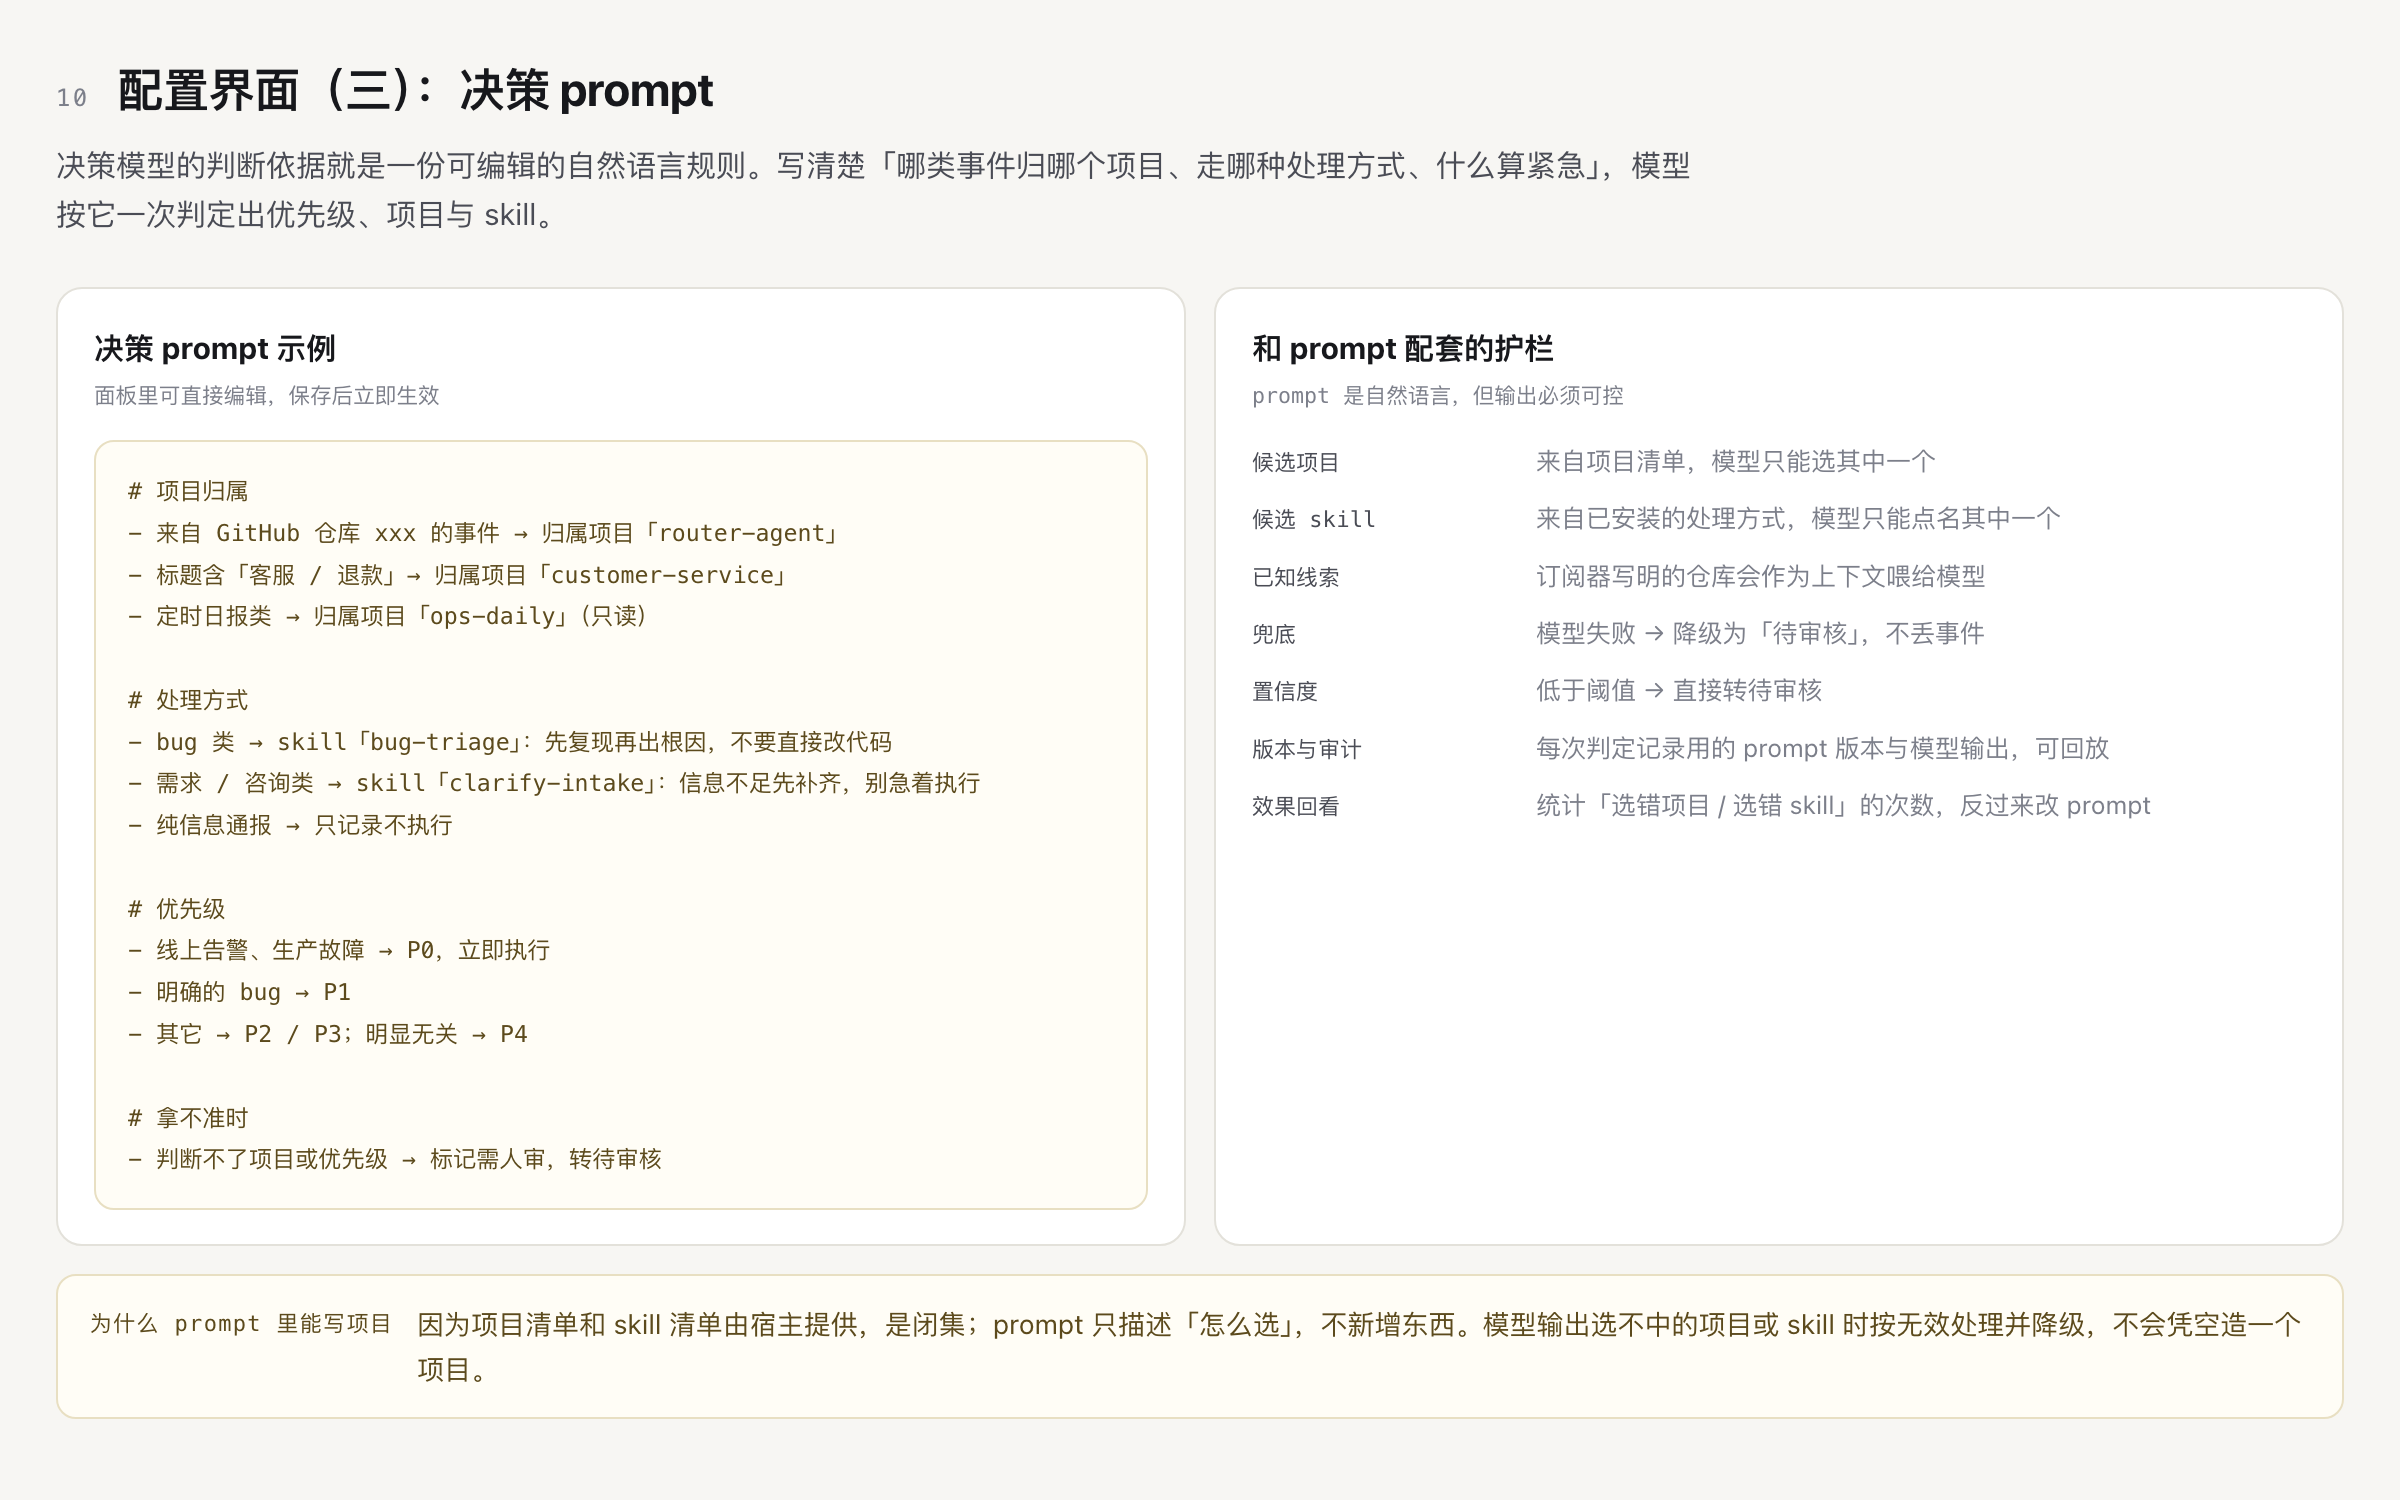 10 配置界面（三）：决策 prompt
决策模型的判断依据就是一份可编辑的自然语言规则。写清楚「哪类事件归哪个项目、走哪种处理方式、什么算紧急」，模型
按它一次判定出优先级、项目与 skill。
决策 prompt 示例
面板里可直接编辑，保存后立即生效
# 项目归属
– 来自 GitHub 仓库 xxx 的事件 → 归属项目「router-agent」
– 标题含「客服 / 退款」→ 归属项目「customer-service」
– 定时日报类 → 归属项目「ops-daily」（只读）
# 处理方式
– bug 类 → skill「bug-triage」：先复现再出根因，不要直接改代码
– 需求 / 咨询类 → skill「clarify-intake」：信息不足先补齐，别急着执行
– 纯信息通报 → 只记录不执行
# 优先级
– 线上告警、生产故障 → P0，立即执行
– 明确的 bug → P1
– 其它 → P2 / P3；明显无关 → P4
# 拿不准时
– 判断不了项目或优先级 → 标记需人审，转待审核
和 prompt 配套的护栏
prompt 是自然语言，但输出必须可控
候选项目 来自项目清单，模型只能选其中一个
候选 skill 来自已安装的处理方式，模型只能点名其中一个
已知线索 订阅器写明的仓库会作为上下文喂给模型
兜底 模型失败 → 降级为「待审核」，不丢事件
置信度 低于阈值 → 直接转待审核
版本与审计 每次判定记录用的 prompt 版本与模型输出，可回放
效果回看 统计「选错项目 / 选错 skill」的次数，反过来改 prompt
为什么 prompt 里能写项目 因为项目清单和 skill 清单由宿主提供，是闭集；prompt 只描述「怎么选」，不新增东西。模型输出选不中的项目或 skill 时按无效处理并降级，不会凭空造一个
项目。